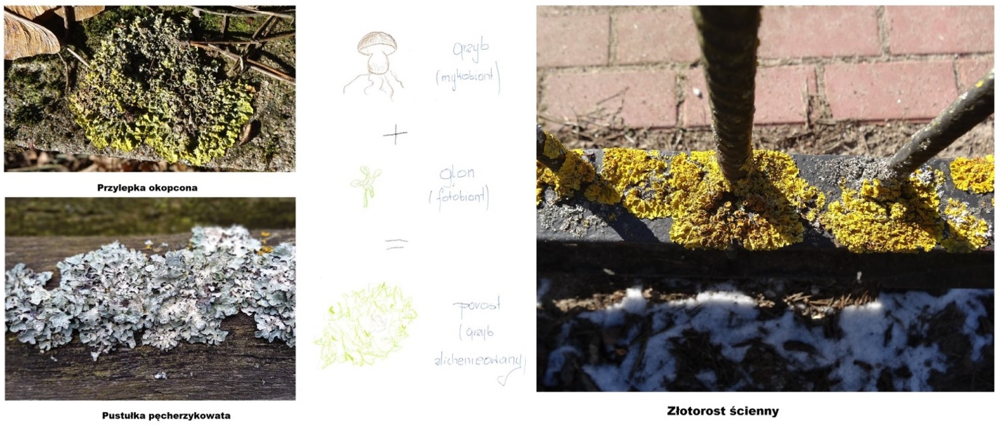 Przylepka okopcona
Pustułka pęcherzykowata
grzyb
(mykobiont)
+
glon
(fotobiont)
=
porost
(grzyb
zlichenizowany)
Złotorost ścienny